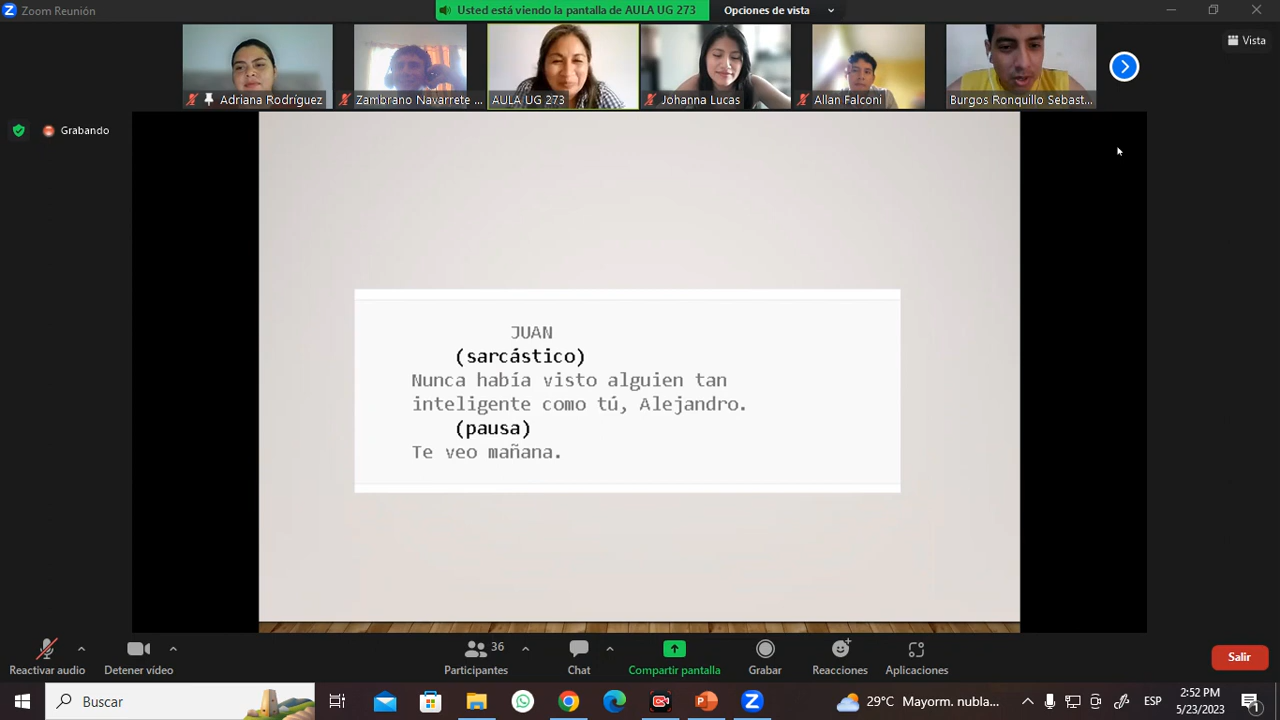 Zoom Reunión
Usted está viendo la pantalla de AULA UG 273
Opciones de vista
Vista
Adriana Rodríguez
Zambrano Navarrete ...
AULA UG 273
Johanna Lucas
Allan Falconi
Burgos Ronquillo Sebast...
Grabando
JUAN
(sarcástico)
Nunca había visto alguien tan
inteligente como tú, Alejandro.
(pausa)
Te veo mañana.
Reactivar audio
Detener vídeo
36
Participantes
Chat
Compartir pantalla
Grabar
Reacciones
Aplicaciones
Salir
Buscar
29°C Mayorm. nubla...
ESP
2:52 PM
5/23/2023
1